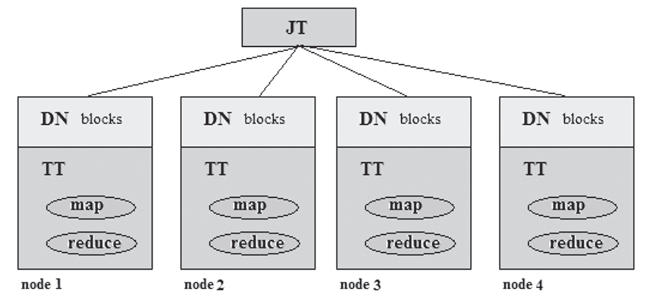 JT
DN blocks DN blocks DN blocks DN blocks
TT TT TT TT
map map map map
reduce reduce reduce reduce
node 1 node 2 node 3 node 4